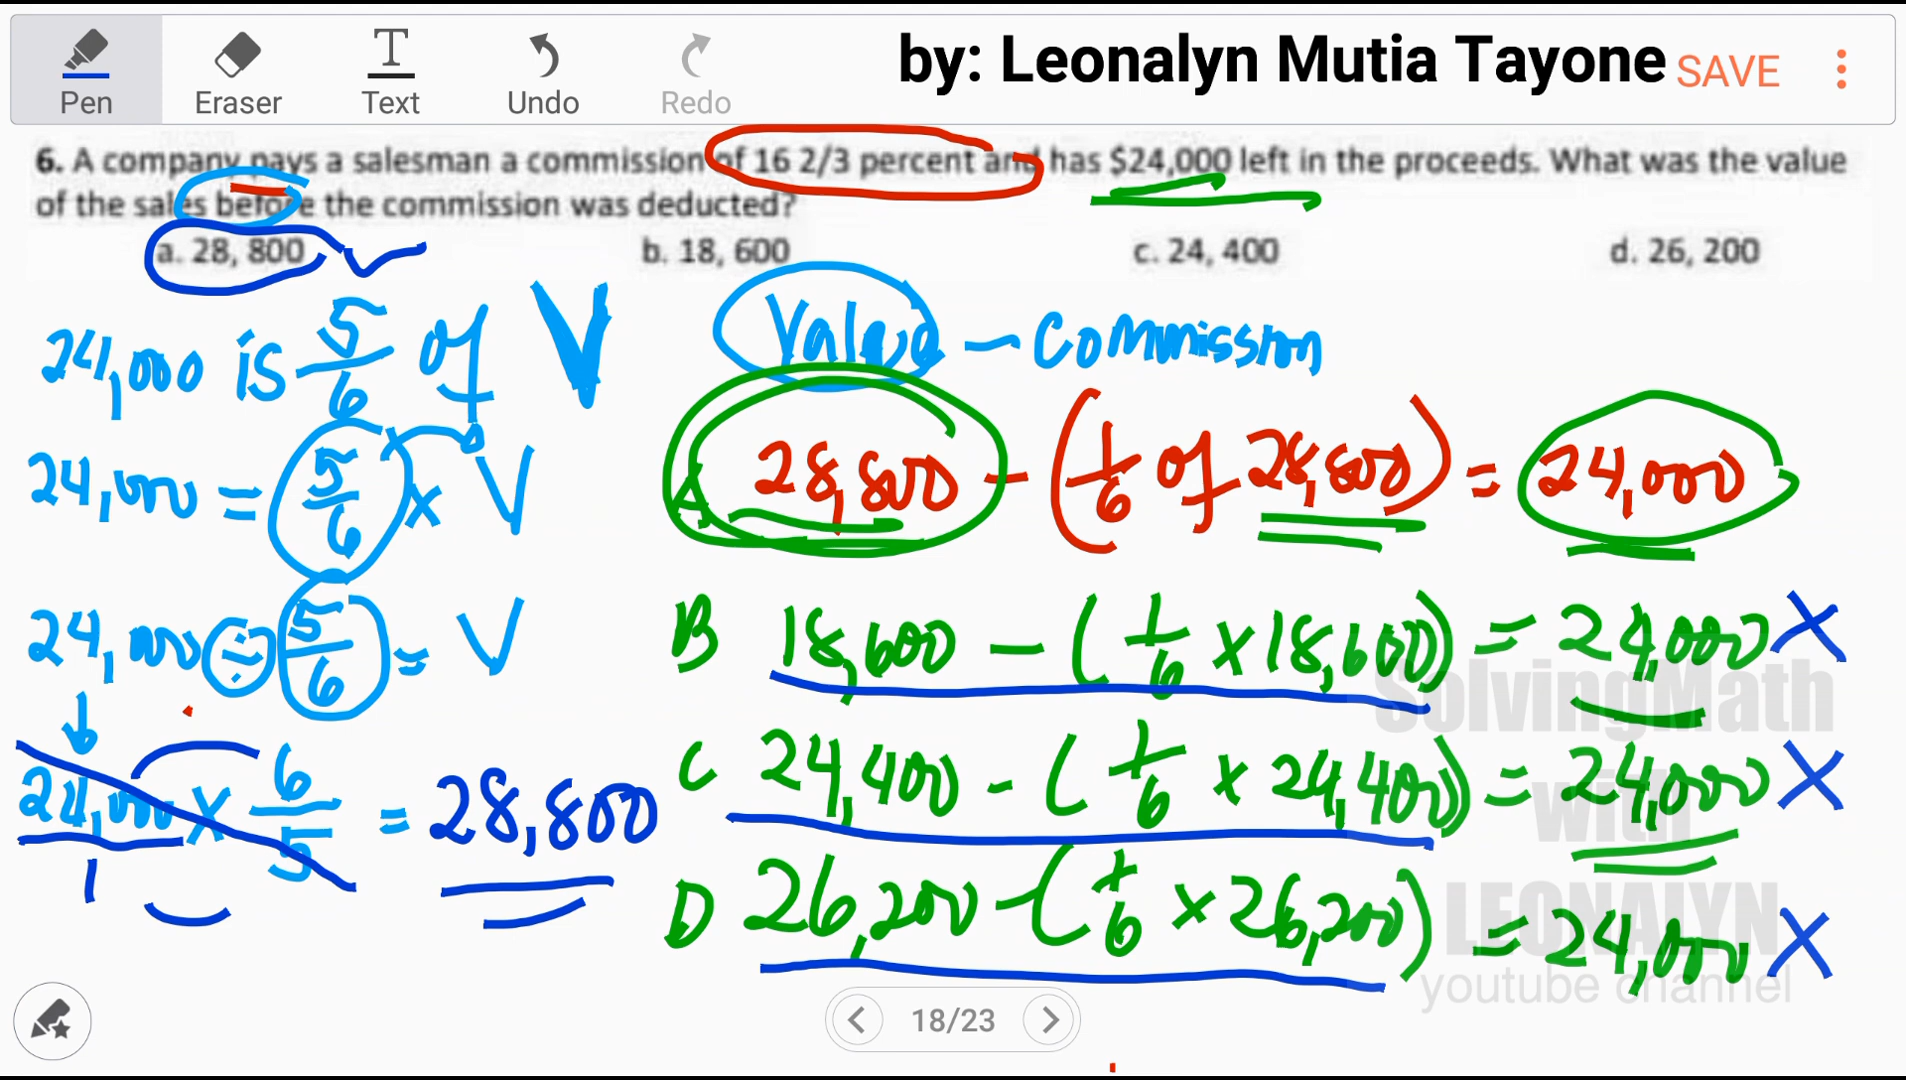 by: Leonalyn Mutia Tayone
SAVE
Pen
Eraser
Text
Undo
Redo
6. A company pays a salesman a commission of 16 2/3 percent and has $24,000 left in the proceeds. What was the value
of the sales before the commission was deducted?
a. 28, 800
b. 18, 600
c. 24, 400
d. 26, 200
24,000 is 5/6 of V
24,000 = 5/6 x V
24,000 ÷ 5/6 = V
24,000/1 x 6/5 = 28,800
Value - Commission
A 28,800 - (1/6 of 28,800) = 24,000
B 18,600 - (1/6 x 18,600) = 24,000 X
C 24,400 - (1/6 x 24,400) = 24,000 X
D 26,200 - (1/6 x 26,200) = 24,000 X
SolvingMath
with
LEONALYN
youtube channel
18/23